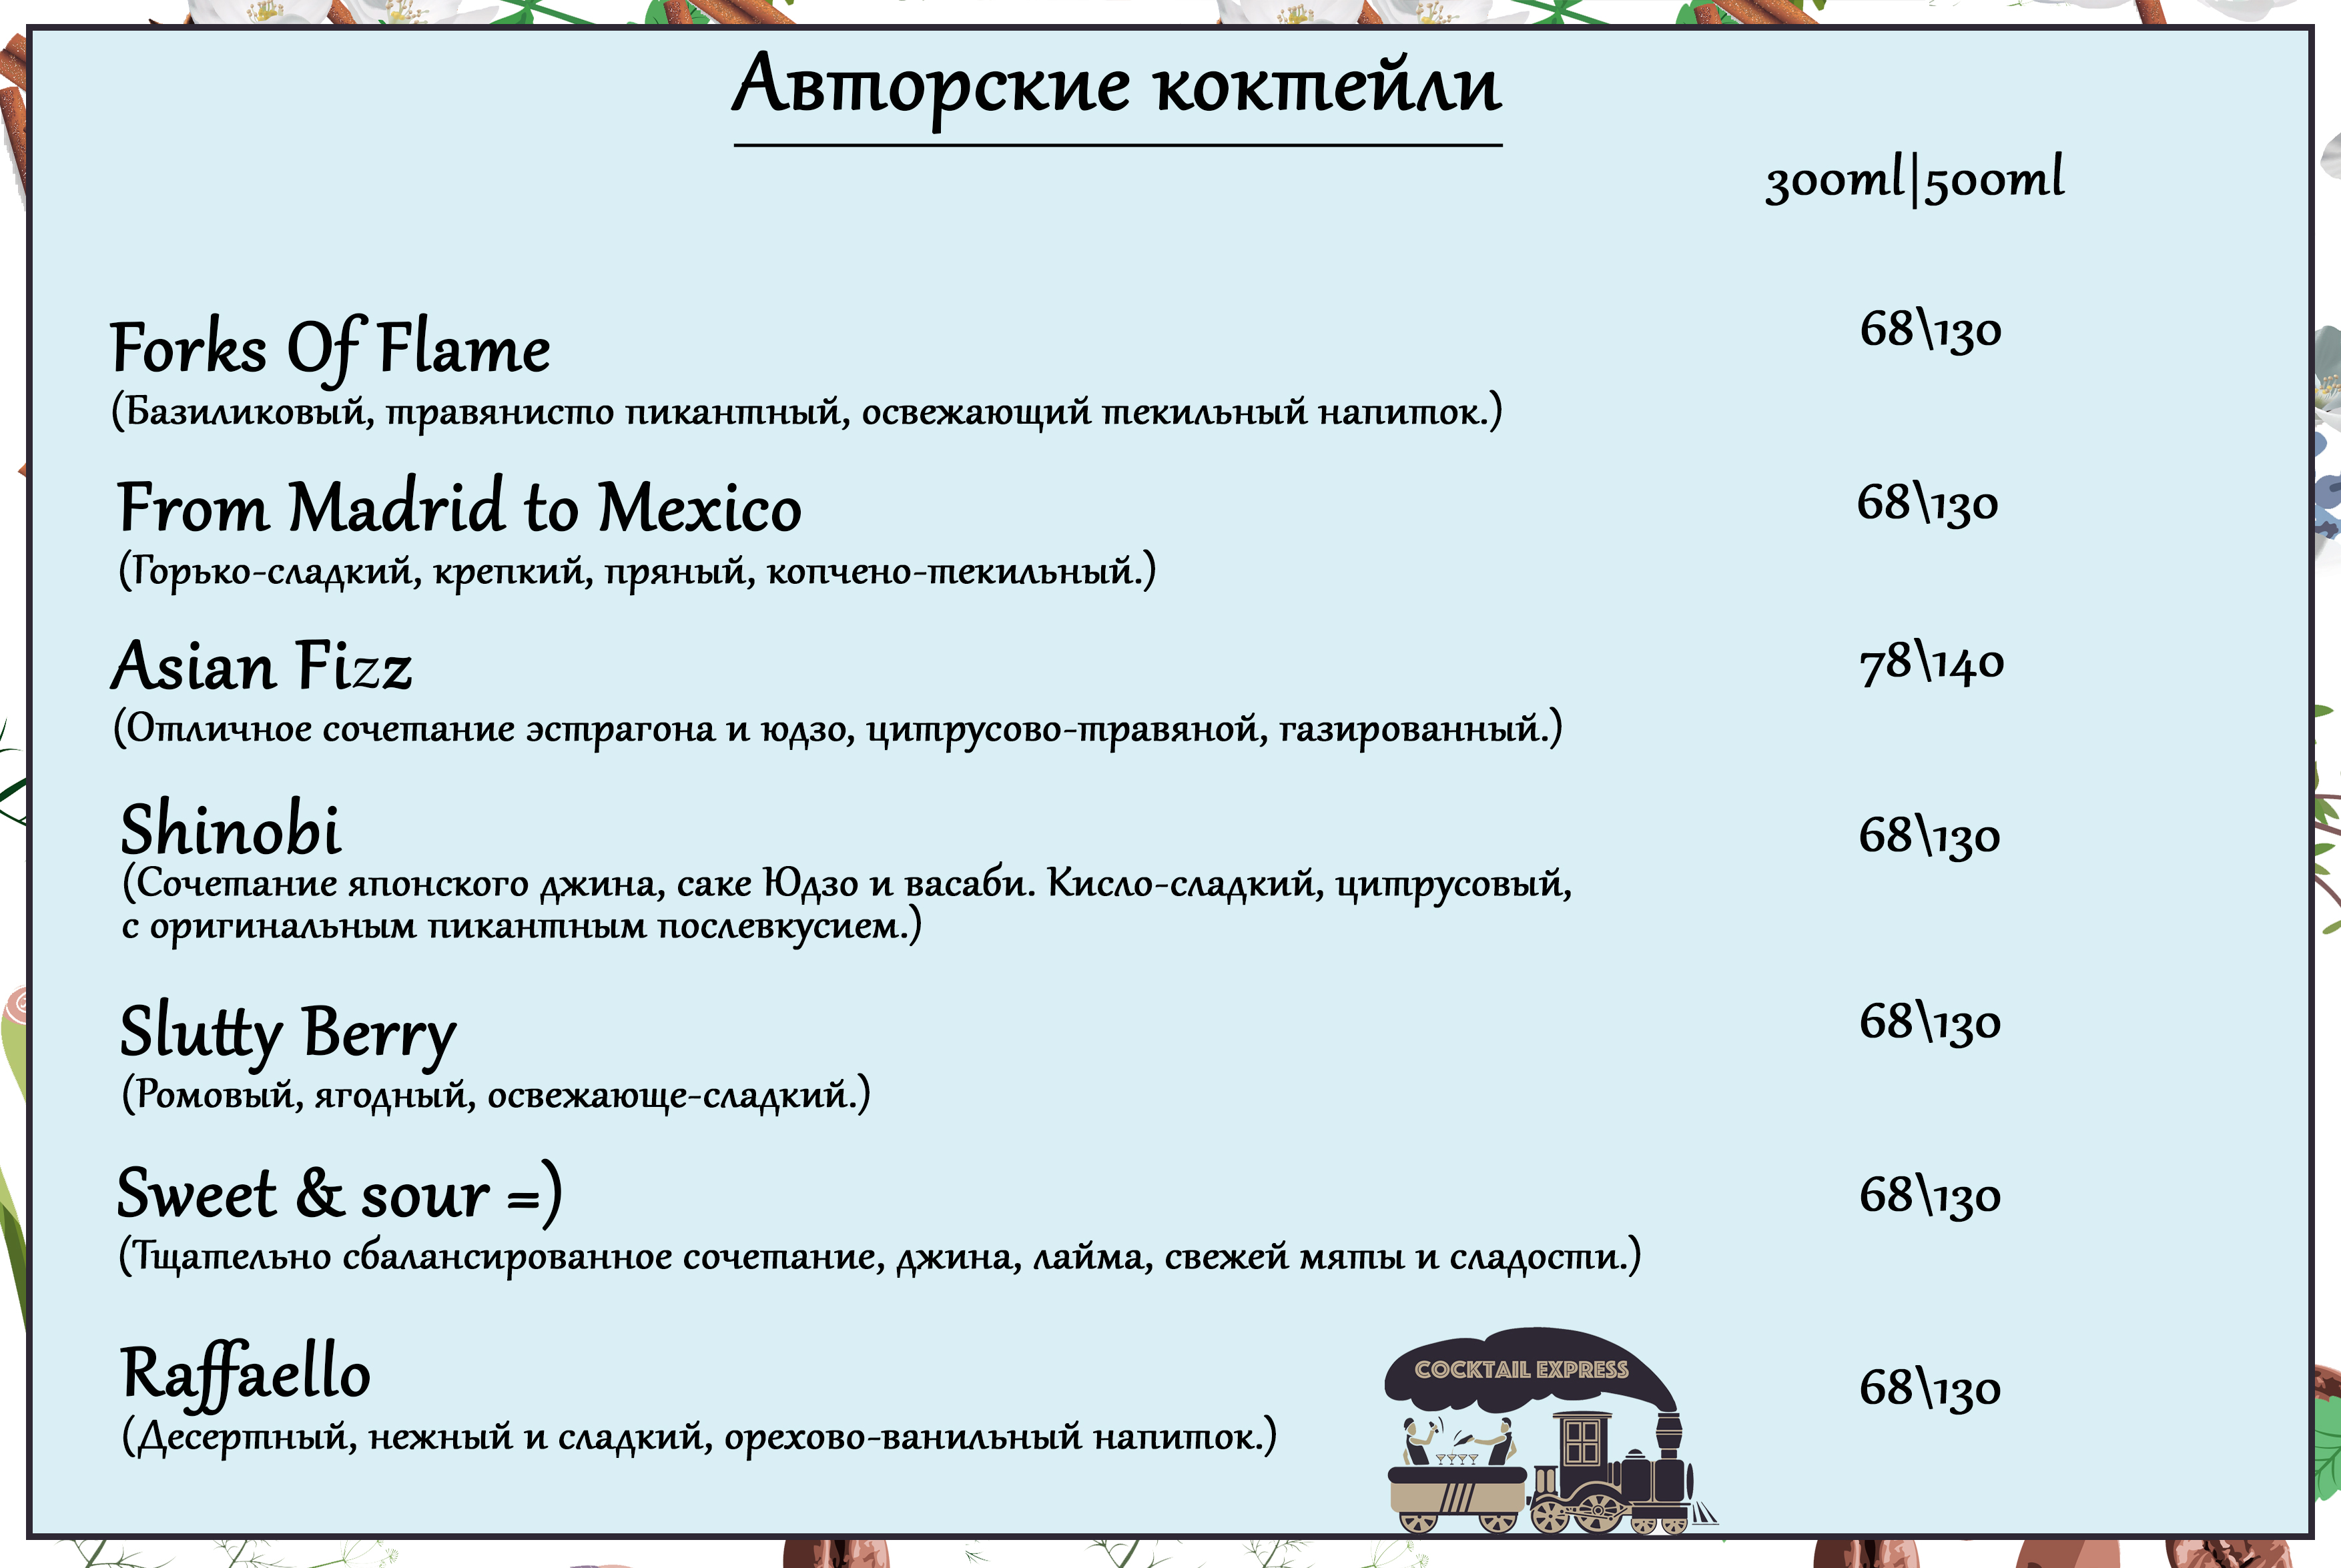 Авторские коктейли
300ml|500ml
Forks Of Flame 68\130
(Базиликовый, травянисто пикантный, освежающий текильный напиток.)
From Madrid to Mexico 68\130
(Горько-сладкий, крепкий, пряный, копчено-текильный.)
Asian Fizz 78\140
(Отличное сочетание эстрагона и юдзо, цитрусово-травяной, газированный.)
Shinobi 68\130
(Сочетание японского джина, саке Юдзо и васаби. Кисло-сладкий, цитрусовый,
с оригинальным пикантным послевкусием.)
Slutty Berry 68\130
(Ромовый, ягодный, освежающе-сладкий.)
Sweet & sour =) 68\130
(Тщательно сбалансированное сочетание, джина, лайма, свежей мяты и сладости.)
Raffaello 68\130
(Десертный, нежный и сладкий, орехово-ванильный напиток.)
COCKTAIL EXPRESS